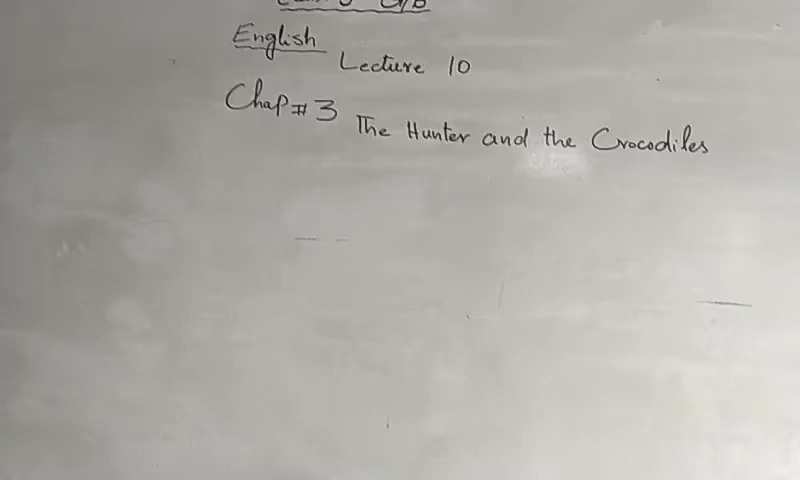 English
Lecture 10
Chap # 3
The Hunter and the Crocodiles